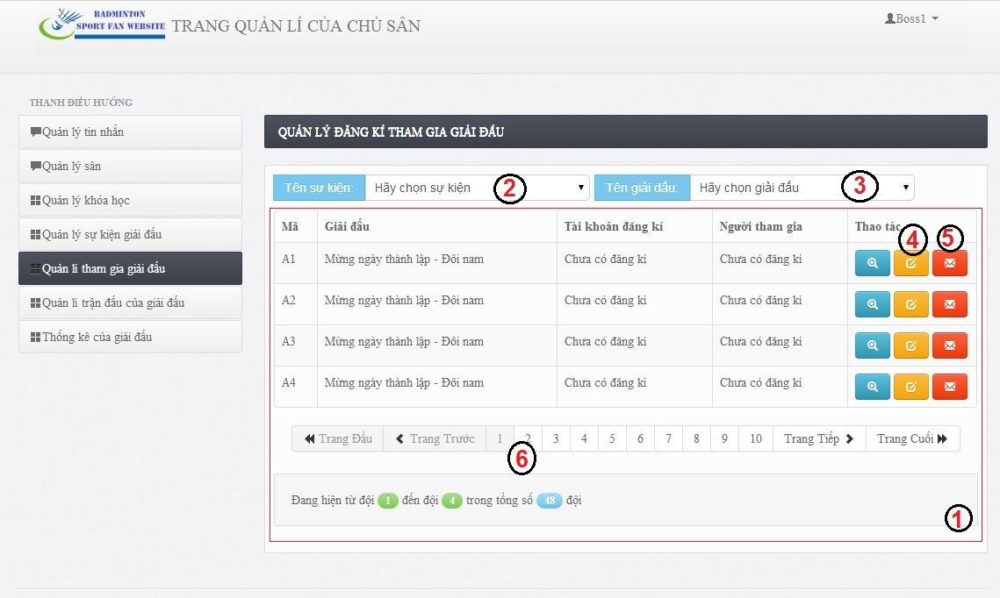 BADMINTON
SPORT FAN WEBSITE
TRANG QUẢN LÍ CỦA CHỦ SÂN
Boss1
THANH ĐIỀU HƯỚNG
Quản lý tin nhắn
Quản lý sân
Quản lý khóa học
Quản lý sự kiện giải đấu
Quản lí tham gia giải đấu
Quản lí trận đấu của giải đấu
Thống kê của giải đấu
QUẢN LÝ ĐĂNG KÍ THAM GIA GIẢI ĐẤU
Tên sự kiện: Hãy chọn sự kiện 2 Tên giải đấu: Hãy chọn giải đấu 3
Mã Giải đấu Tài khoản đăng kí Người tham gia Thao tác 4 5
A1 Mừng ngày thành lập - Đôi nam Chưa có đăng kí Chưa có đăng kí
A2 Mừng ngày thành lập - Đôi nam Chưa có đăng kí Chưa có đăng kí
A3 Mừng ngày thành lập - Đôi nam Chưa có đăng kí Chưa có đăng kí
A4 Mừng ngày thành lập - Đôi nam Chưa có đăng kí Chưa có đăng kí
Trang Đầu Trang Trước 1 2 3 4 5 6 7 8 9 10 Trang Tiếp Trang Cuối
6
Đang hiện từ đội 1 đến đội 4 trong tổng số 48 đội
1